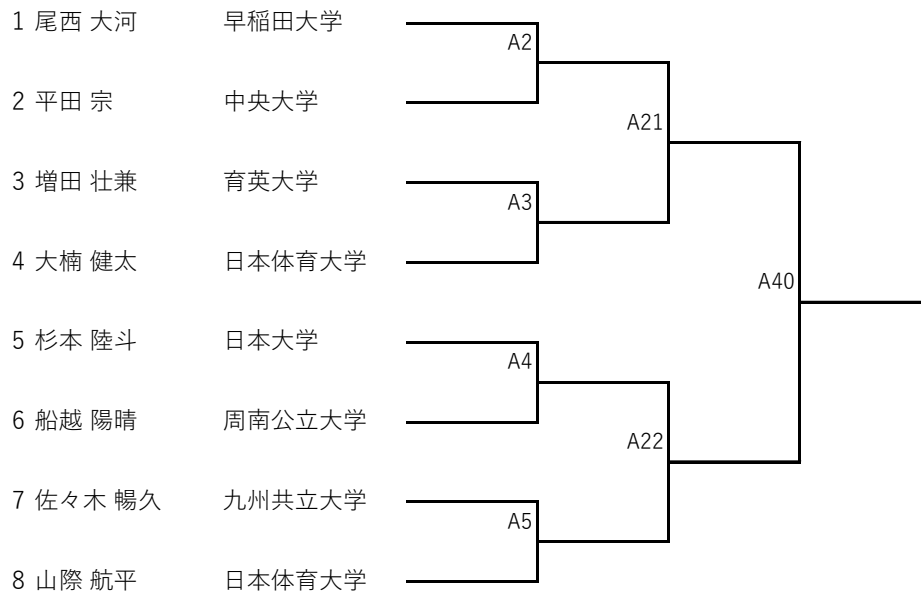 1 尾西 大河 早稲田大学
A2
2 平田 宗 中央大学
A21
3 増田 壮兼 育英大学
A3
4 大楠 健太 日本体育大学
A40
5 杉本 陸斗 日本大学
A4
6 船越 陽晴 周南公立大学
A22
7 佐々木 暢久 九州共立大学
A5
8 山際 航平 日本体育大学